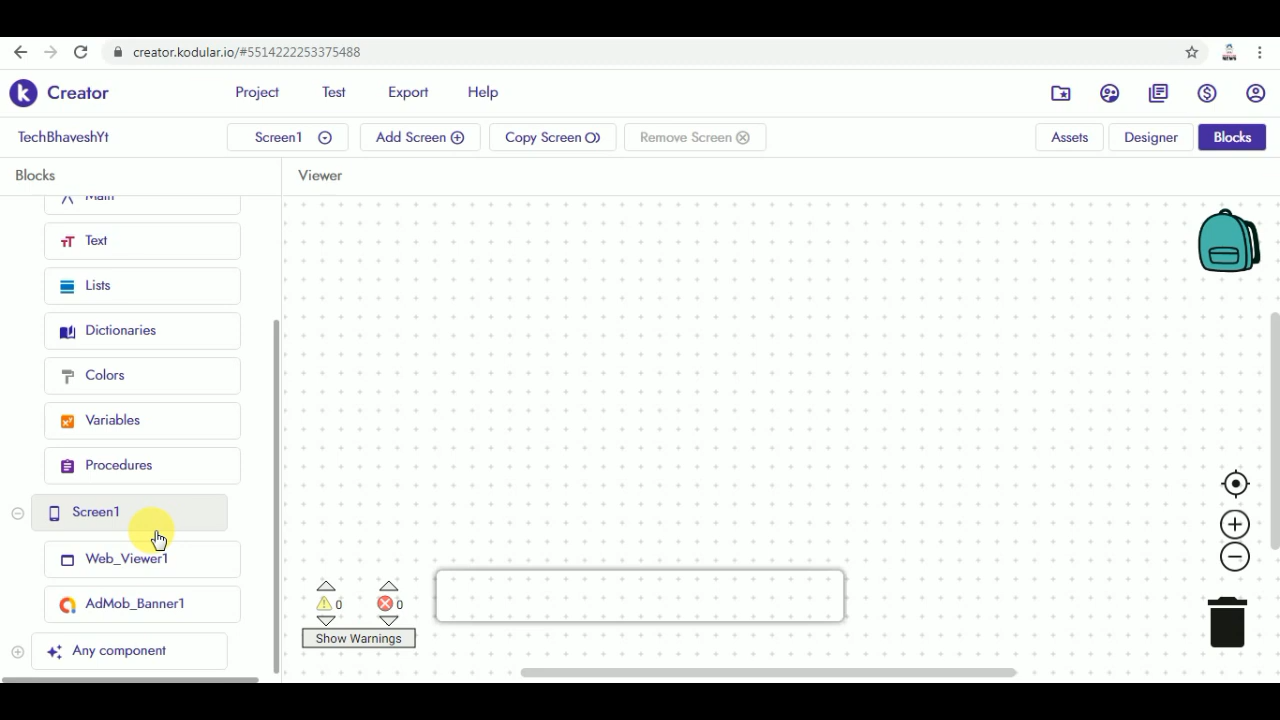 creator.kodular.io/#5514222253375488
Creator
Project
Test
Export
Help
TechBhaveshYt
Screen1
Add Screen
Copy Screen
Remove Screen
Assets
Designer
Blocks
Blocks
Viewer
Math
Text
Lists
Dictionaries
Colors
Variables
Procedures
Screen1
Web_Viewer1
AdMob_Banner1
Any component
0
0
Show Warnings